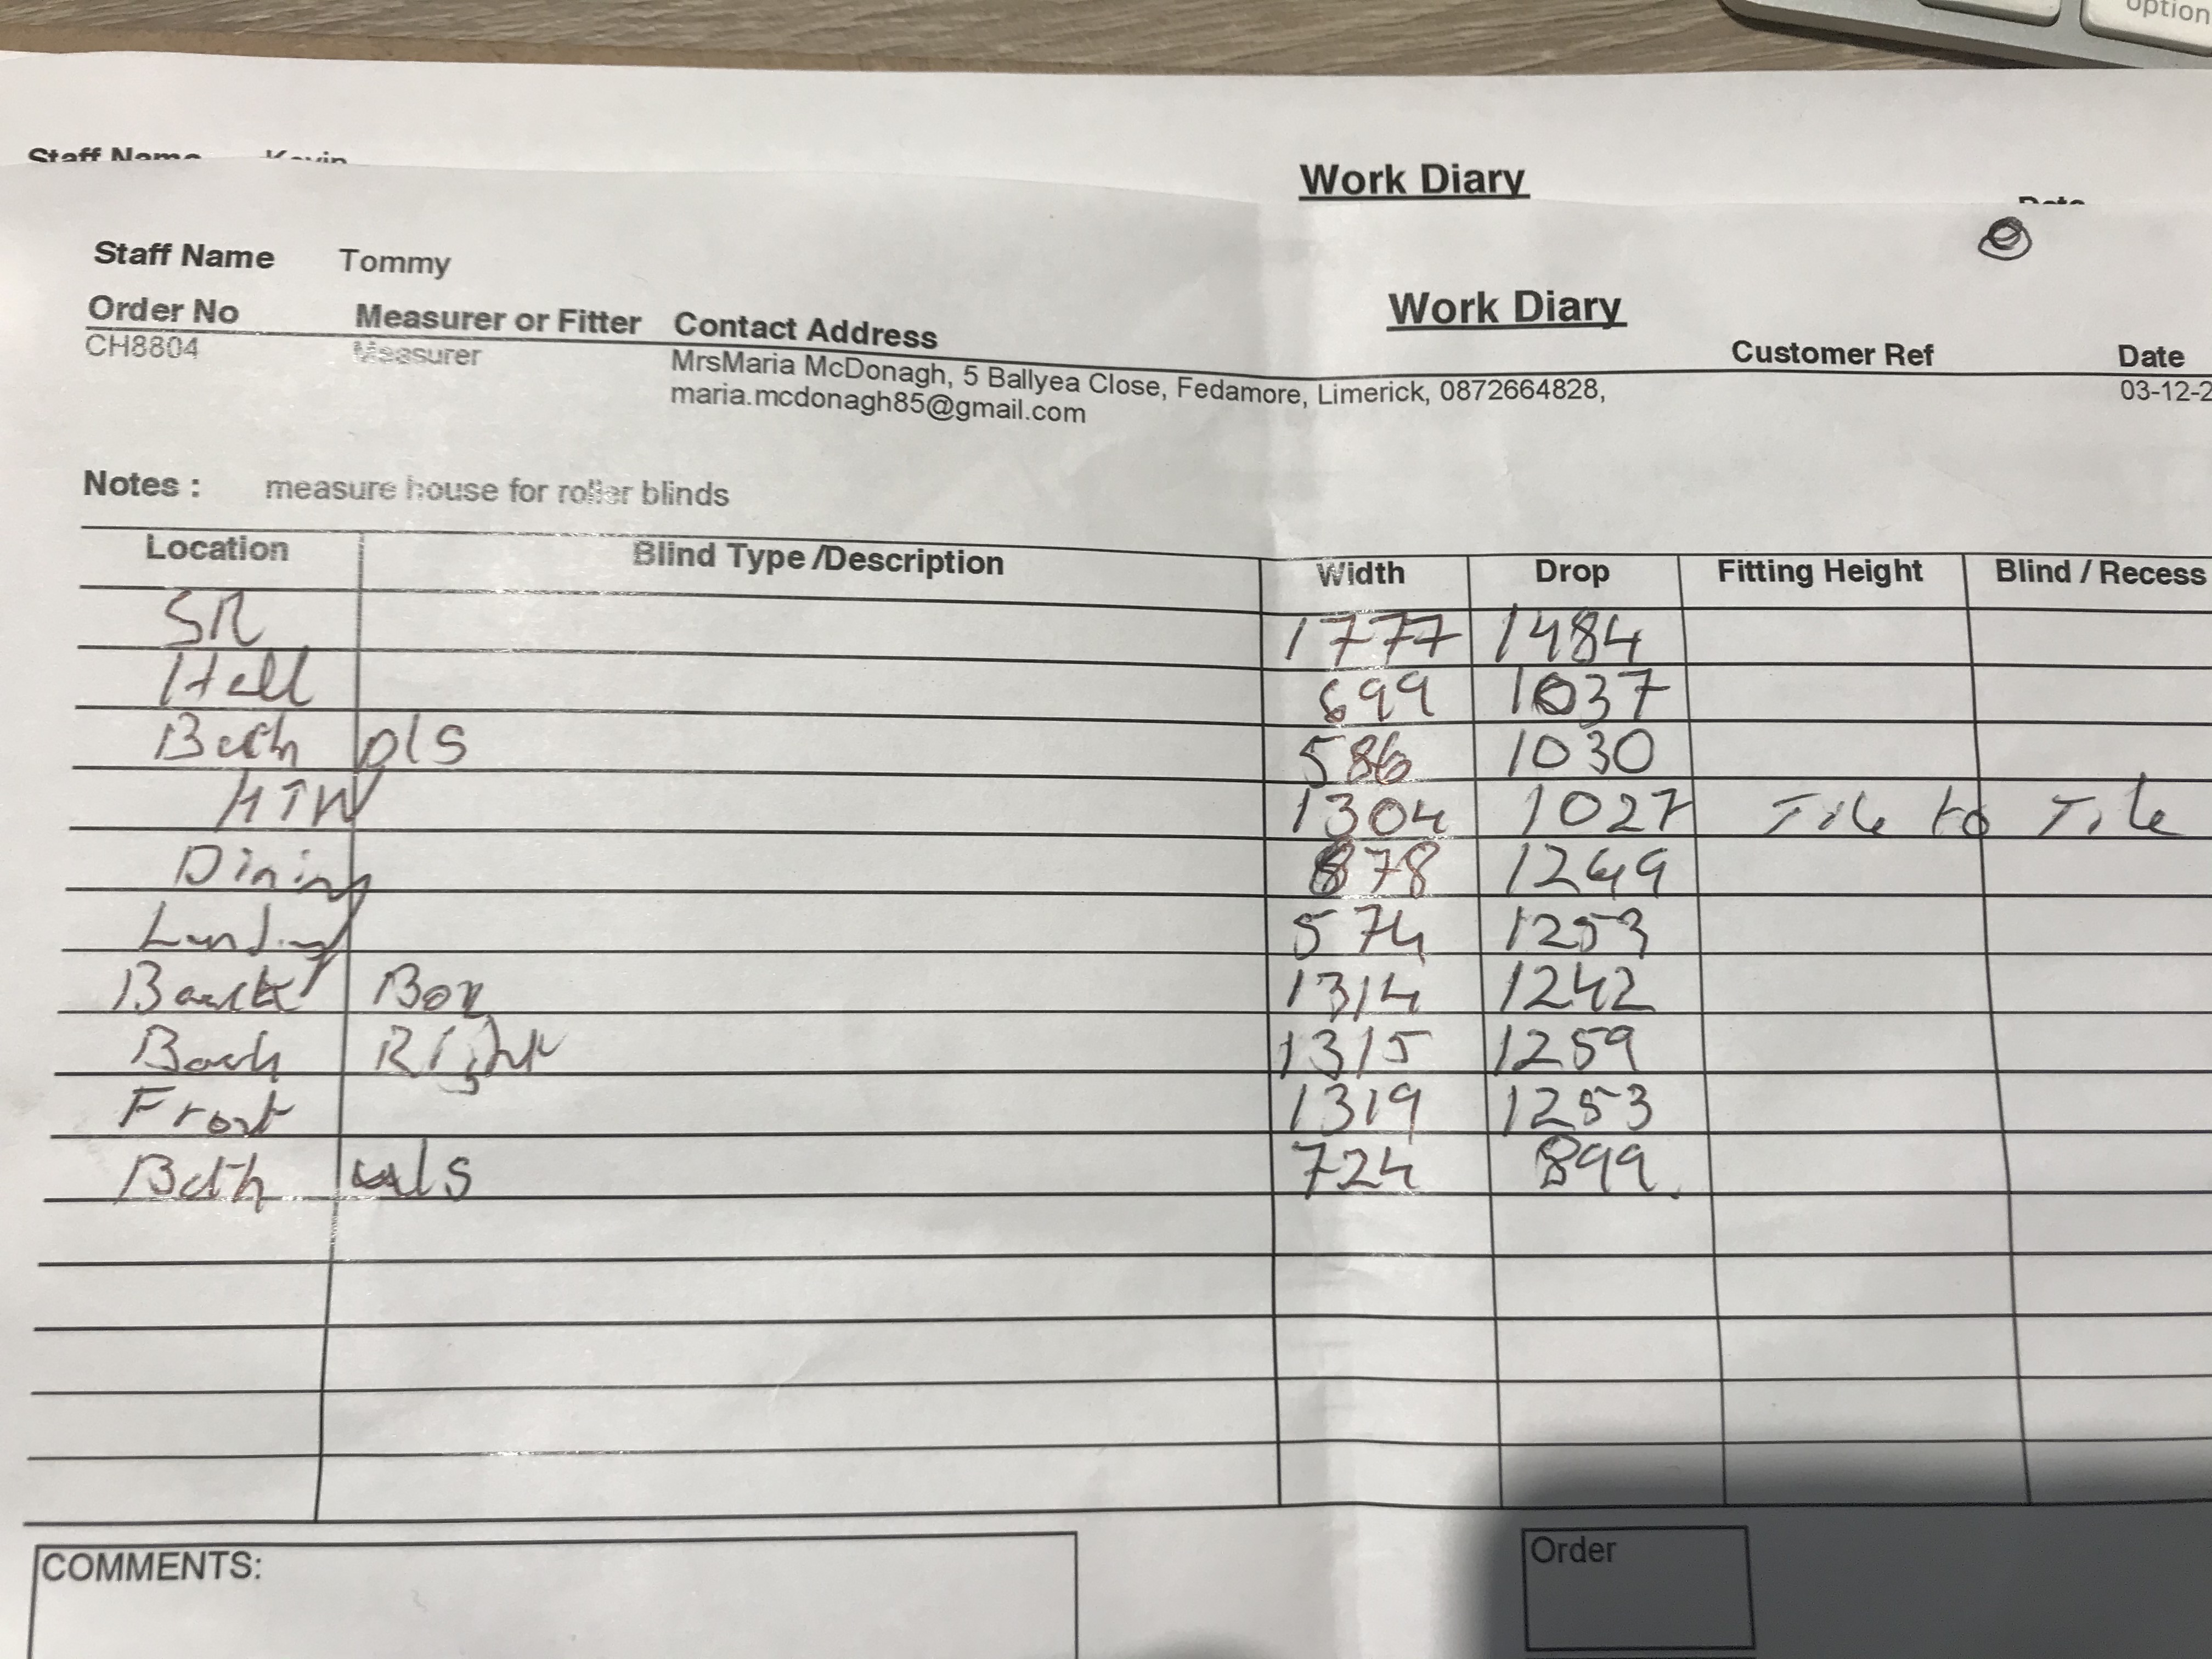 option
Staff Name Kevin
Work Diary
Date
Staff Name Tommy
Work Diary
Order No Measurer or Fitter Contact Address Customer Ref Date
CH8804 Measurer MrsMaria McDonagh, 5 Ballyea Close, Fedamore, Limerick, 0872664828, 03-12-2
maria.mcdonagh85@gmail.com
Notes : measure house for roller blinds
Location Blind Type /Description Width Drop Fitting Height Blind / Recess
SR 1777 1484
Hall 699 1037
Bath DLS 586 1030
KTW 1304 1027 Tile to Tile
Dining 878 1249
Landing 574 1253
Back Box 1314 1242
Back Right 1315 1259
Front 1319 1253
Bath uls 724 899
COMMENTS:
Order